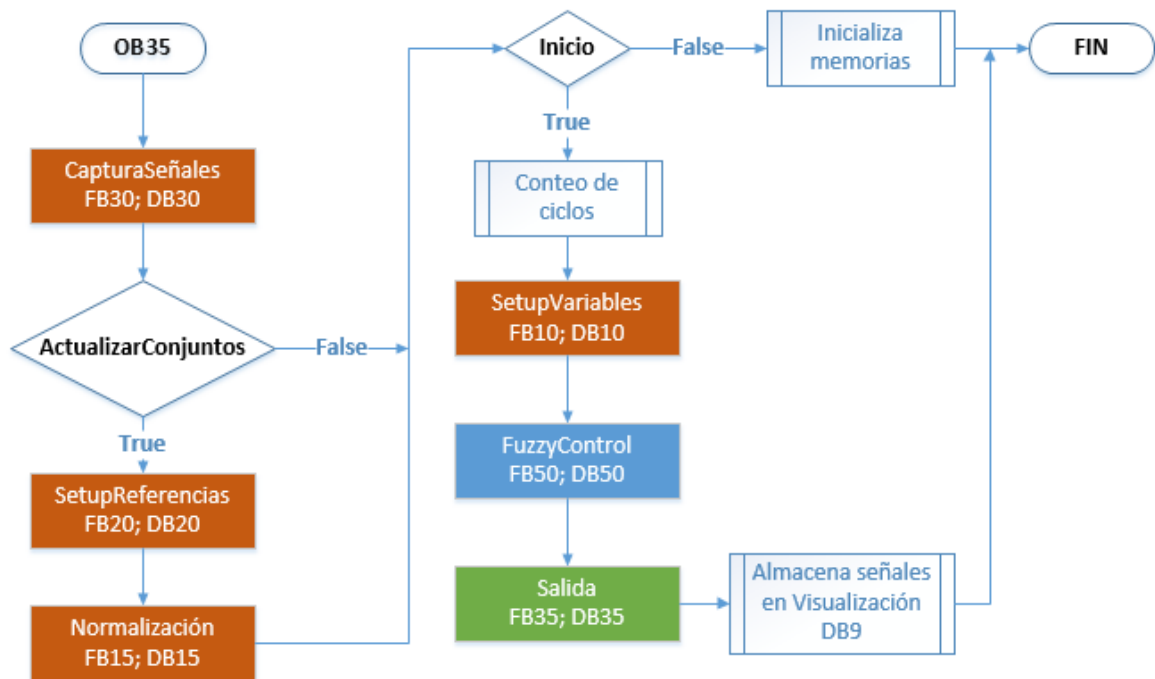 OB35
CapturaSeñales
FB30; DB30
ActualizarConjuntos
False
True
SetupReferencias
FB20; DB20
Normalización
FB15; DB15
Inicio
False
Inicializa
memorias
FIN
True
Conteo de
ciclos
SetupVariables
FB10; DB10
FuzzyControl
FB50; DB50
Salida
FB35; DB35
Almacena señales
en Visualización
DB9